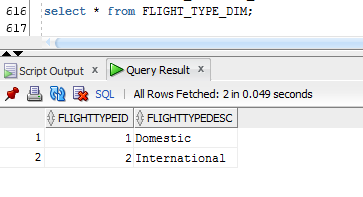 616 select * from FLIGHT_TYPE_DIM;
617
Script Output x Query Result x
SQL | All Rows Fetched: 2 in 0.049 seconds
FLIGHTTYPEID FLIGHTTYPEDESC
1 1 Domestic
2 2 International